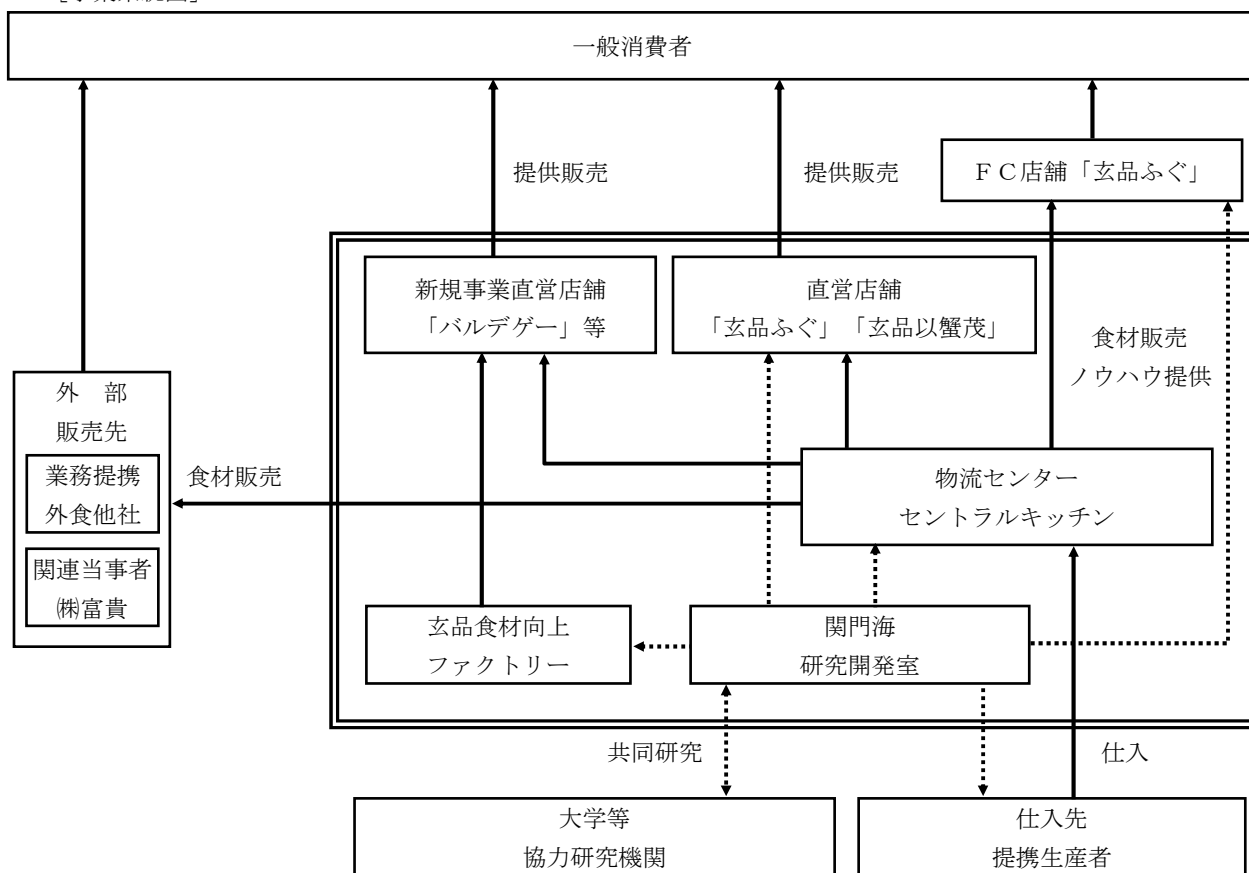 [事業系統図]
一般消費者
提供販売
提供販売
ＦＣ店舗「玄品ふぐ」
新規事業直営店舗
「バルデゲー」等
直営店舗
「玄品ふぐ」「玄品以蟹茂」
食材販売
ノウハウ提供
外　部
販売先
業務提携
外食他社
関連当事者
㈱富貴
食材販売
物流センター
セントラルキッチン
玄品食材向上
ファクトリー
関門海
研究開発室
共同研究
仕入
大学等
協力研究機関
仕入先
提携生産者